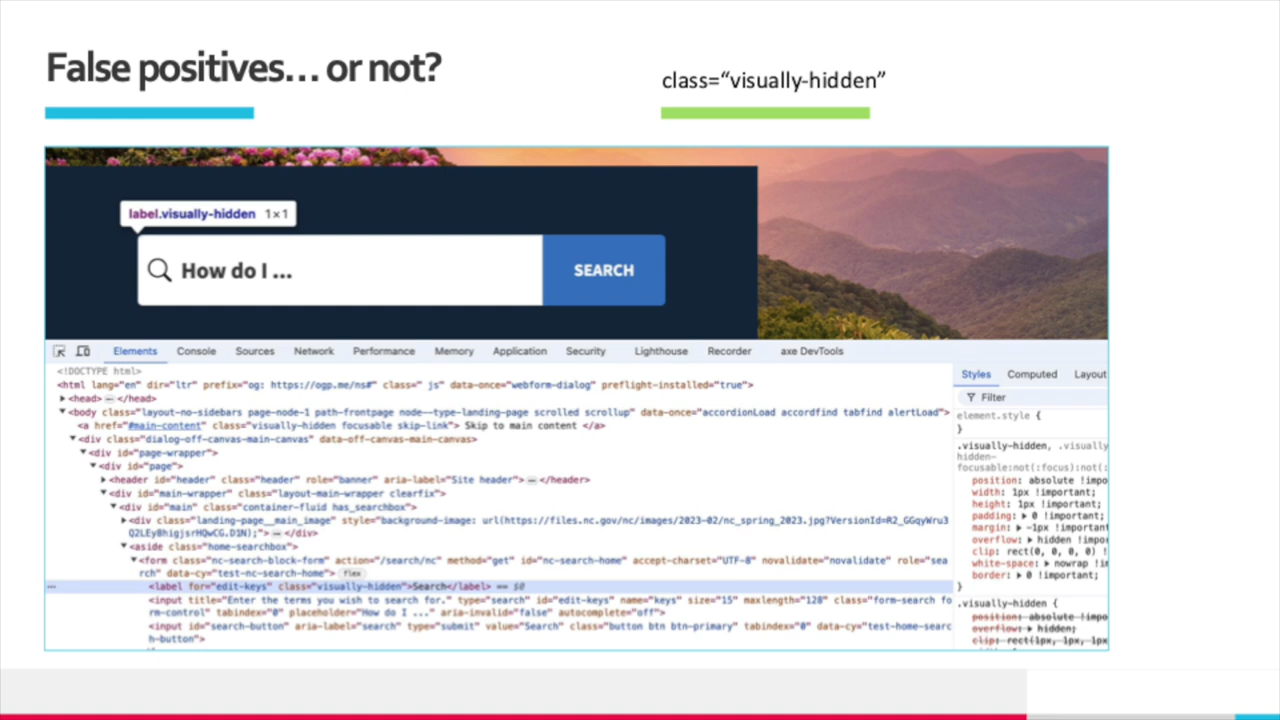 False positives… or not?
class=“visually-hidden”
label.visually-hidden 1×1
How do I ...
SEARCH
Elements Console Sources Network Performance Memory Application Security Lighthouse Recorder axe DevTools
<!DOCTYPE html>
<html lang="en" dir="ltr" prefix="og: https://ogp.me/ns#" class=" js" data-once="webform-dialog" preflight-installed="true">
<head> … </head>
<body class="layout-no-sidebars page-node-1 path-frontpage node--type-landing-page scrolled scrollup" data-once="accordionLoad accordfind tabfind alertLoad">
<a href="#main-content" class="visually-hidden focusable skip-link"> Skip to main content </a>
<div class="dialog-off-canvas-main-canvas" data-off-canvas-main-canvas>
<div id="page-wrapper">
<div id="page">
<header id="header" class="header" role="banner" aria-label="Site header"> … </header>
<div id="main-wrapper" class="layout-main-wrapper clearfix">
<div id="main" class="container-fluid has_searchbox">
<div class="landing-page__main_image" style="background-image: url(https://files.nc.gov/nc/images/2023-02/nc_spring_2023.jpg?VersionId=R2_GGqyWru3
Q2LEy8higjsrHQwCG.D1N);"> … </div>
<aside class="home-searchbox">
<form class="nc-search-block-form" action="/search/nc" method="get" id="nc-search-home" accept-charset="UTF-8" novalidate="novalidate" role="sea
rch" data-cy="test-nc-search-home"> flex
<label for="edit-keys" class="visually-hidden">Search</label> == $0
<input title="Enter the terms you wish to search for." type="search" id="edit-keys" name="keys" size="15" maxlength="128" class="form-search fo
rm-control" tabindex="0" placeholder="How do I ..." aria-invalid="false" autocomplete="off">
<input id="search-button" aria-label="search" type="submit" value="Search" class="button btn btn-primary" tabindex="0" data-cy="test-home-searc
h-button">
Styles Computed Layout
Filter
element.style {
}
.visually-hidden, .visually
hidden-
focusable:not(:focus):not(:
position: absolute !impo
width: 1px !important;
height: 1px !important;
padding: 0 !important;
margin: -1px !important
overflow: hidden !importa
clip: rect(0, 0, 0, 0) !
white-space: nowrap !im
border: 0 !important;
}
.visually-hidden {
position: absolute !impo
overflow: hidden;
clip: rect(1px, 1px, 1px